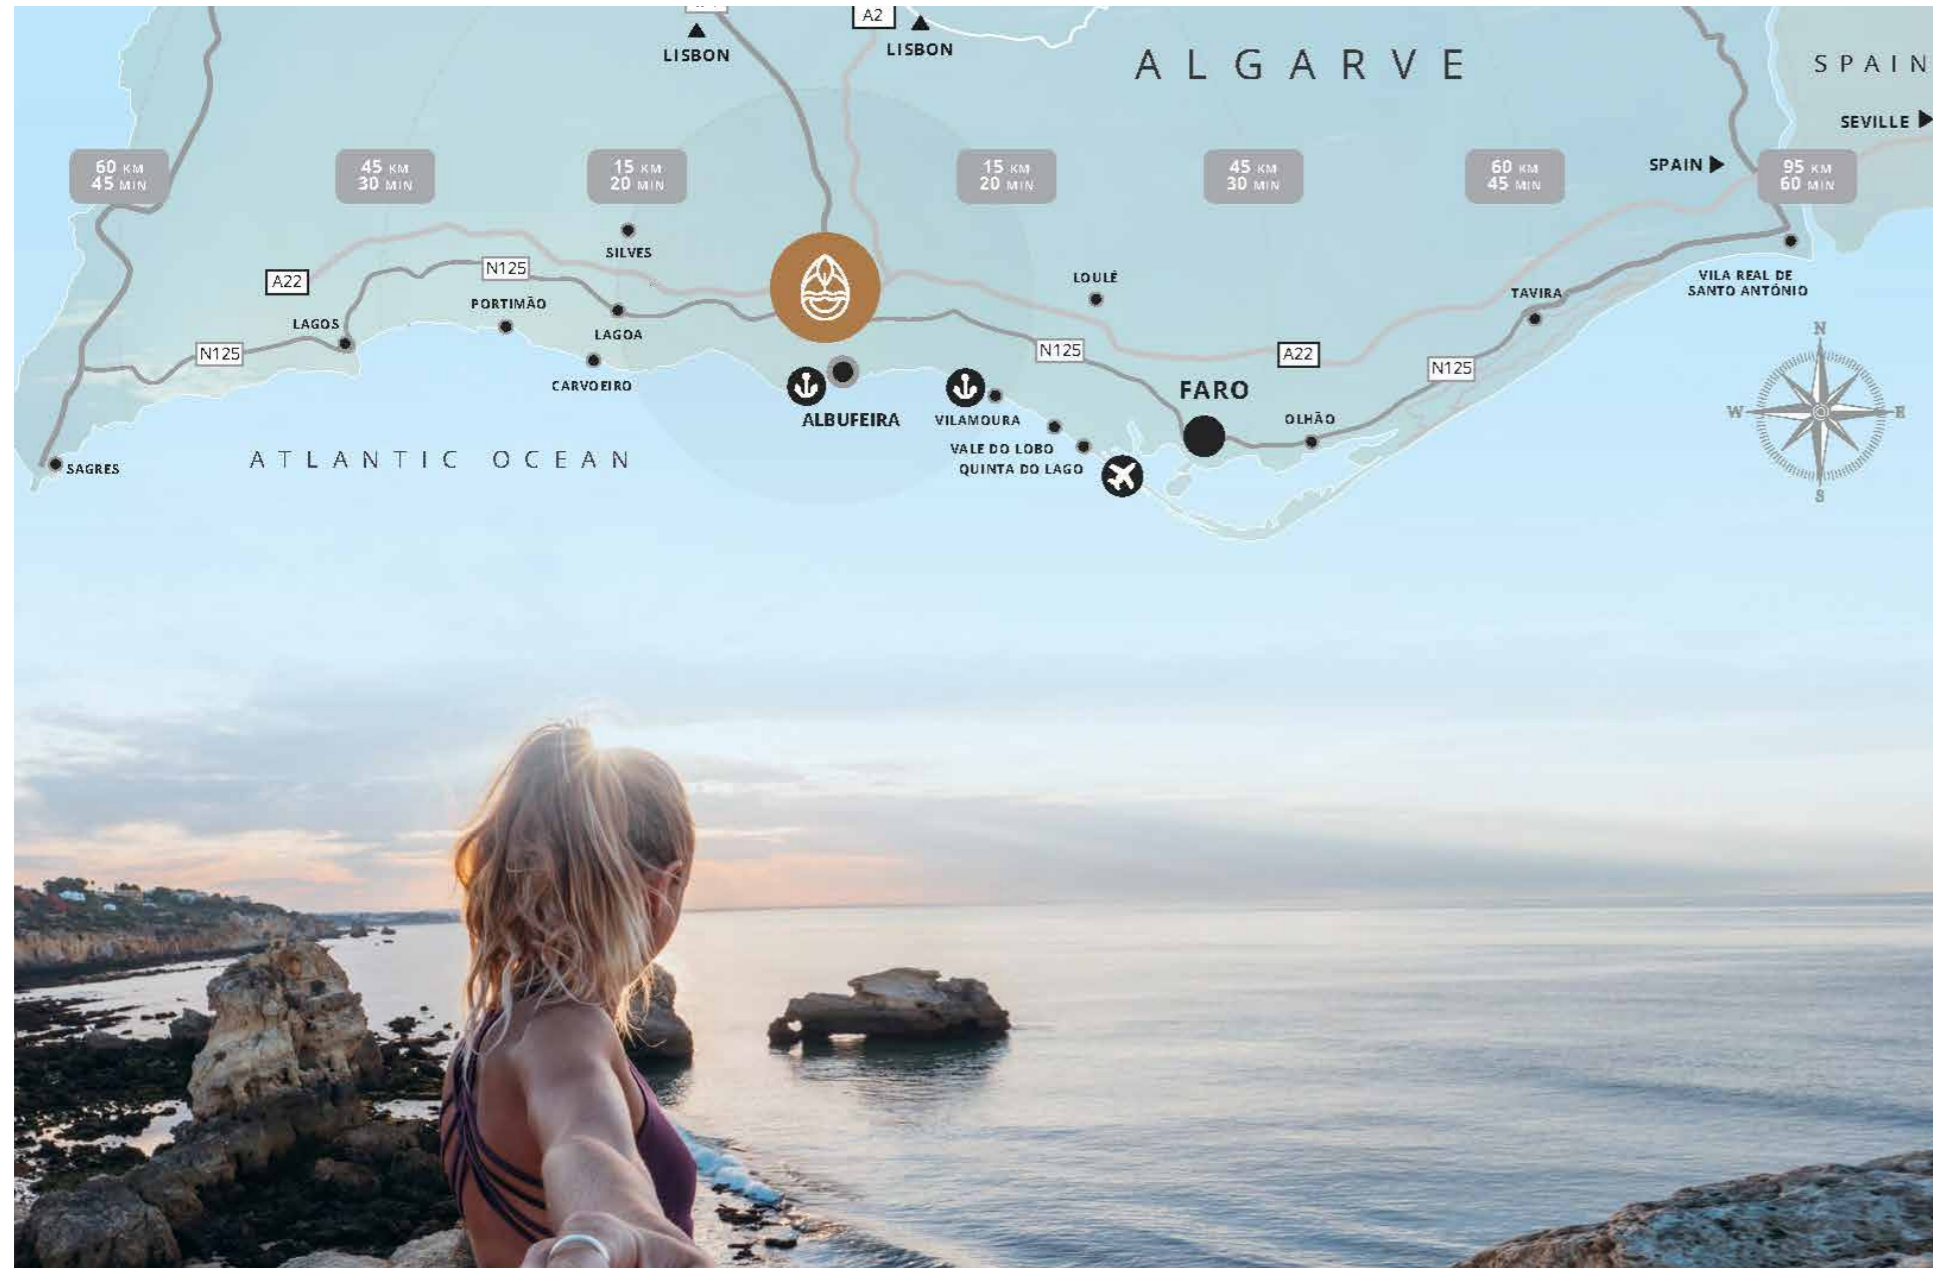 A2
LISBON
LISBON
ALGARVE
SPAIN
SEVILLE
SPAIN
60 KM
45 MIN
45 KM
30 MIN
15 KM
20 MIN
15 KM
20 MIN
45 KM
30 MIN
60 KM
45 MIN
95 KM
60 MIN
SILVES
A22
N125
LOULÉ
PORTIMÃO
TAVIRA
VILA REAL DE
SANTO ANTÓNIO
LAGOS
LAGOA
N125
N125
A22
N125
CARVOEIRO
FARO
ALBUFEIRA
VILAMOURA
OLHÃO
VALE DO LOBO
QUINTA DO LAGO
SAGRES
ATLANTIC OCEAN
N
W
E
S